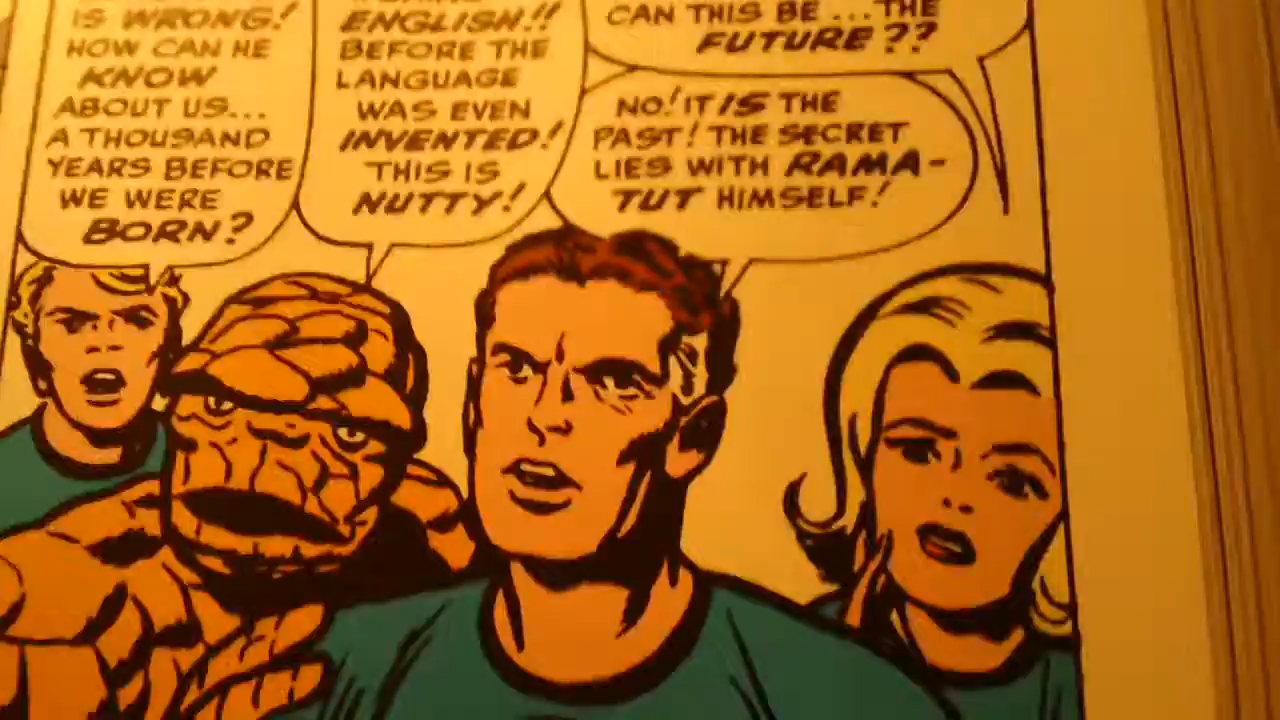 IS WRONG!
HOW CAN HE
KNOW
ABOUT US...
A THOUSAND
YEARS BEFORE
WE WERE
BORN?
ENGLISH!!
BEFORE THE
LANGUAGE
WAS EVEN
INVENTED!
THIS IS
NUTTY!
CAN THIS BE ... THE
FUTURE??
NO! IT IS THE
PAST! THE SECRET
LIES WITH RAMA-
TUT HIMSELF!